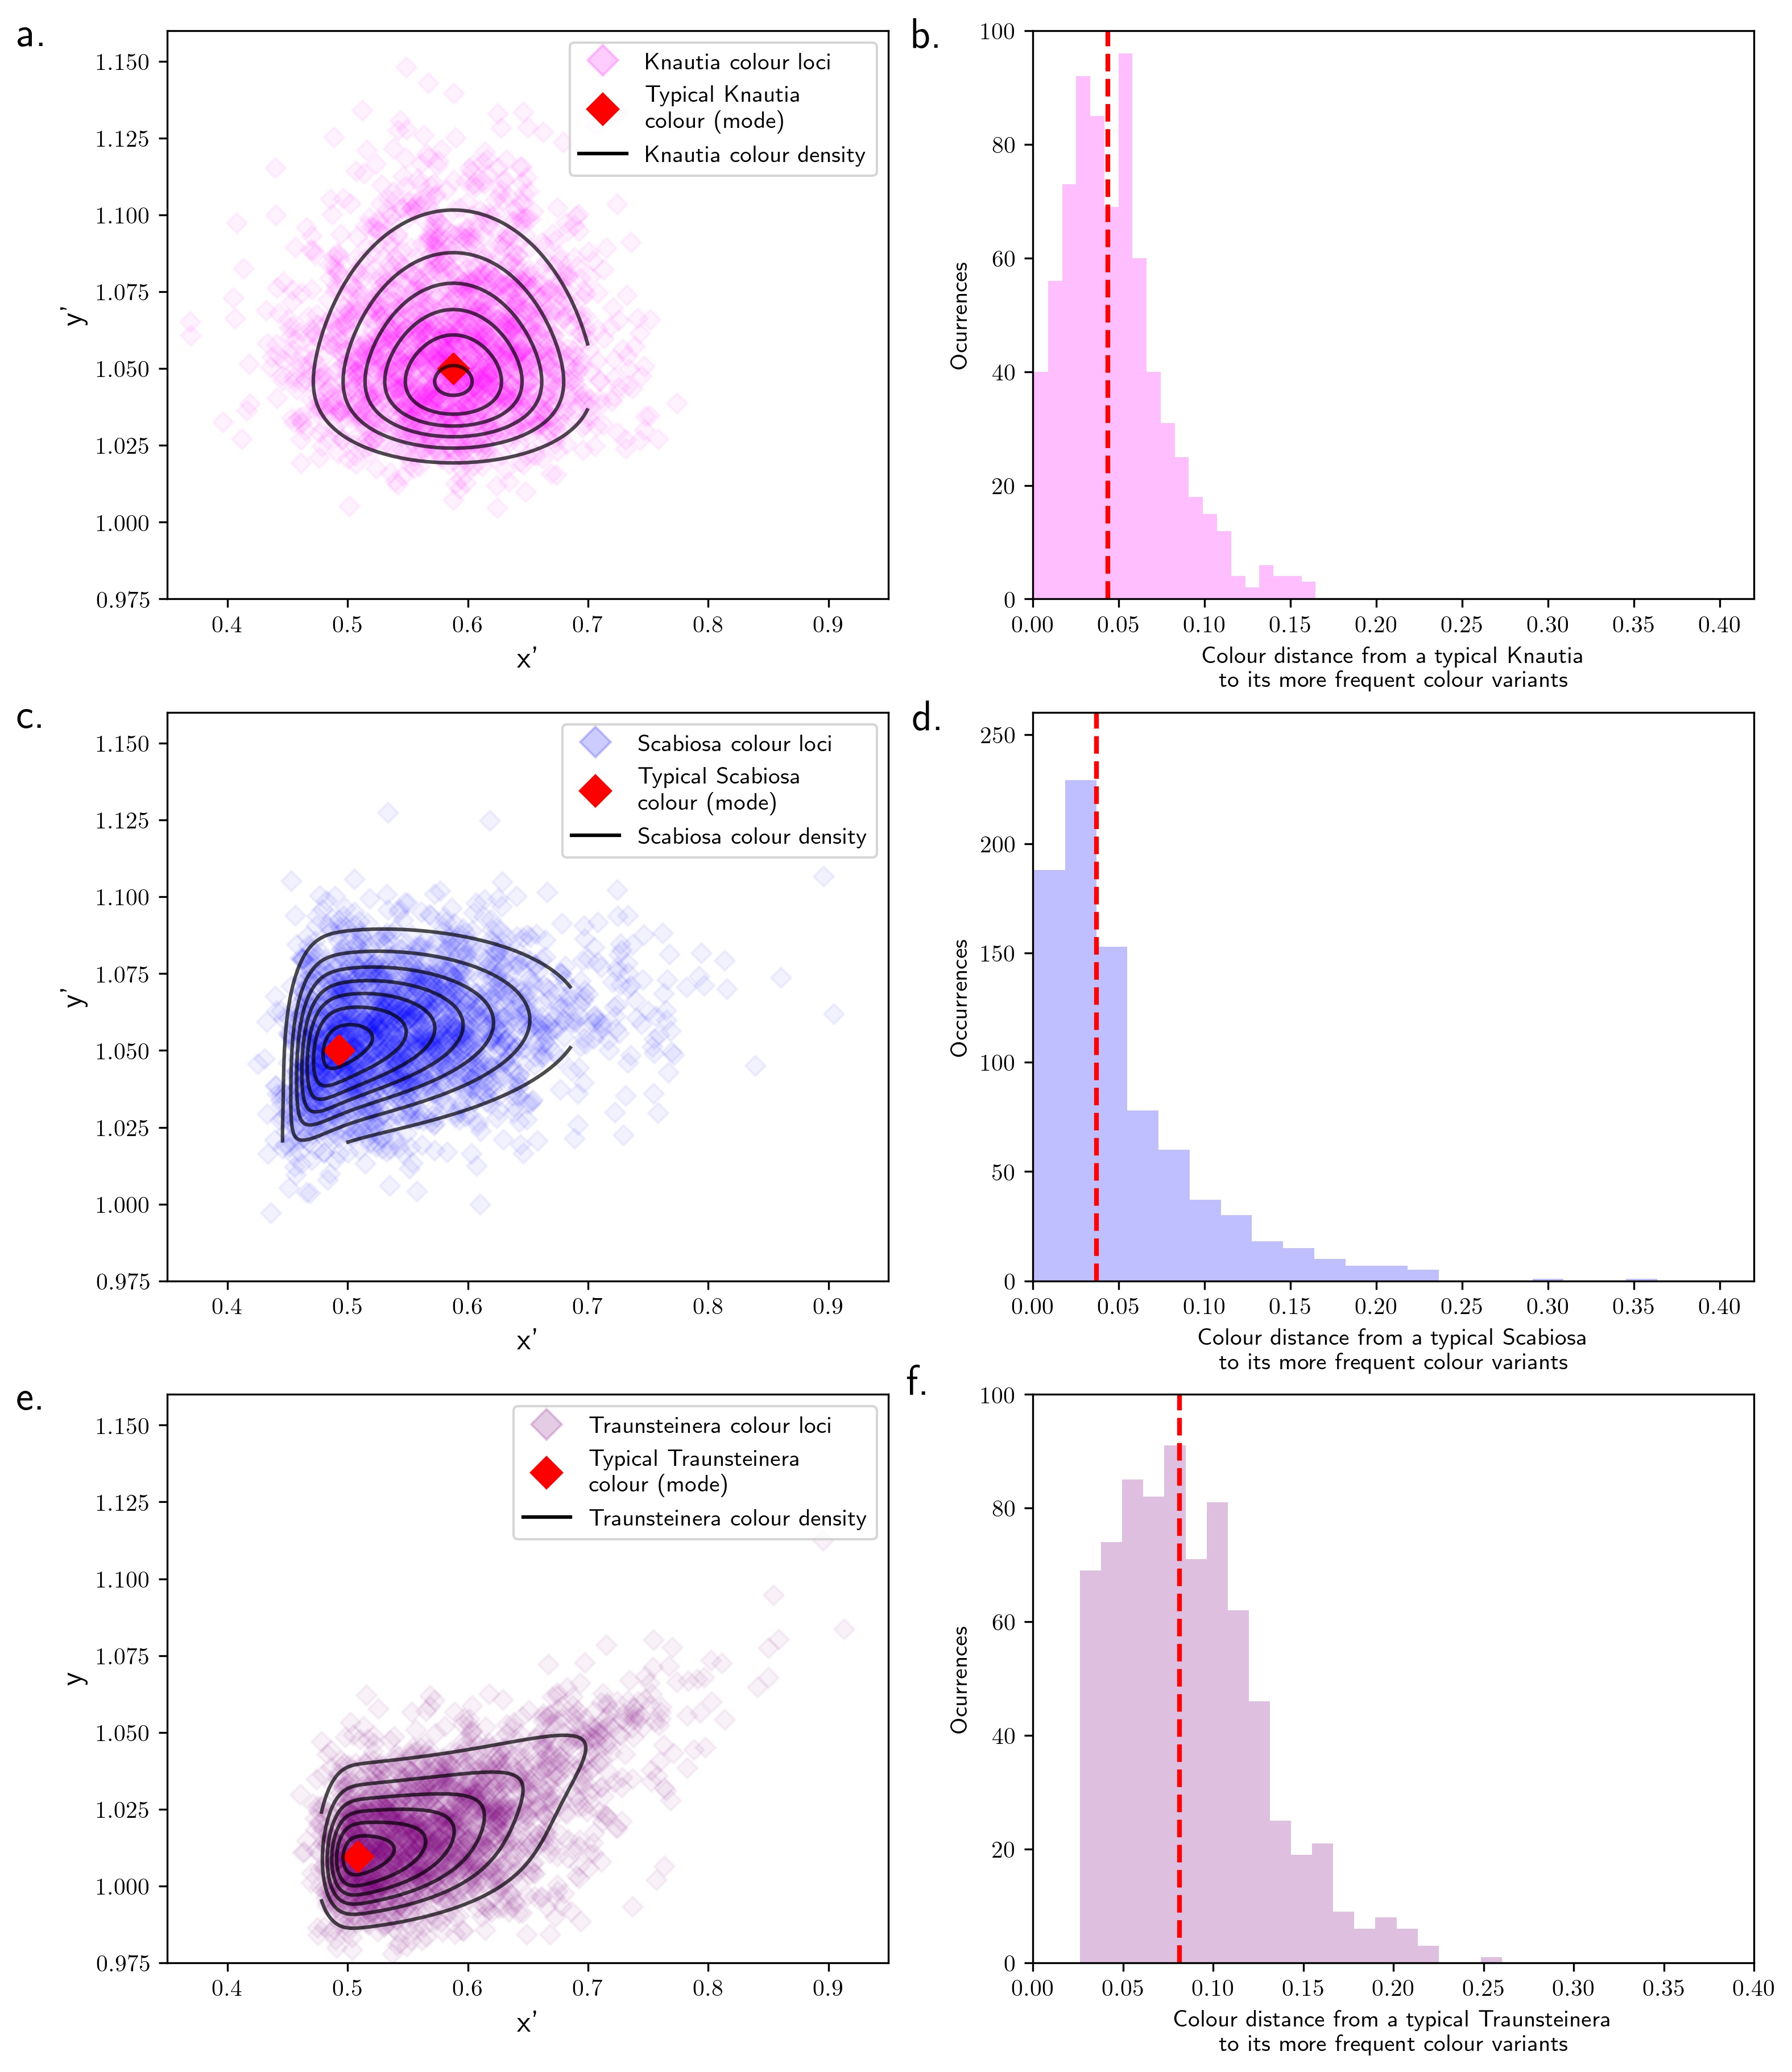 a.
1.150
1.125
1.100
1.075
1.050
1.025
1.000
0.975
y'
0.4 0.5 0.6 0.7 0.8 0.9
x'
Knautia colour loci
Typical Knautia
colour (mode)
Knautia colour density
b.
100
80
60
40
20
0
Ocurrences
0.00 0.05 0.10 0.15 0.20 0.25 0.30 0.35 0.40
Colour distance from a typical Knautia
to its more frequent colour variants
c.
1.150
1.125
1.100
1.075
1.050
1.025
1.000
0.975
y'
0.4 0.5 0.6 0.7 0.8 0.9
x'
Scabiosa colour loci
Typical Scabiosa
colour (mode)
Scabiosa colour density
d.
250
200
150
100
50
0
Occurrences
0.00 0.05 0.10 0.15 0.20 0.25 0.30 0.35 0.40
Colour distance from a typical Scabiosa
to its more frequent colour variants
e.
1.150
1.125
1.100
1.075
1.050
1.025
1.000
0.975
y
0.4 0.5 0.6 0.7 0.8 0.9
x'
Traunsteinera colour loci
Typical Traunsteinera
colour (mode)
Traunsteinera colour density
f.
100
80
60
40
20
0
Ocurrences
0.00 0.05 0.10 0.15 0.20 0.25 0.30 0.35 0.40
Colour distance from a typical Traunsteinera
to its more frequent colour variants